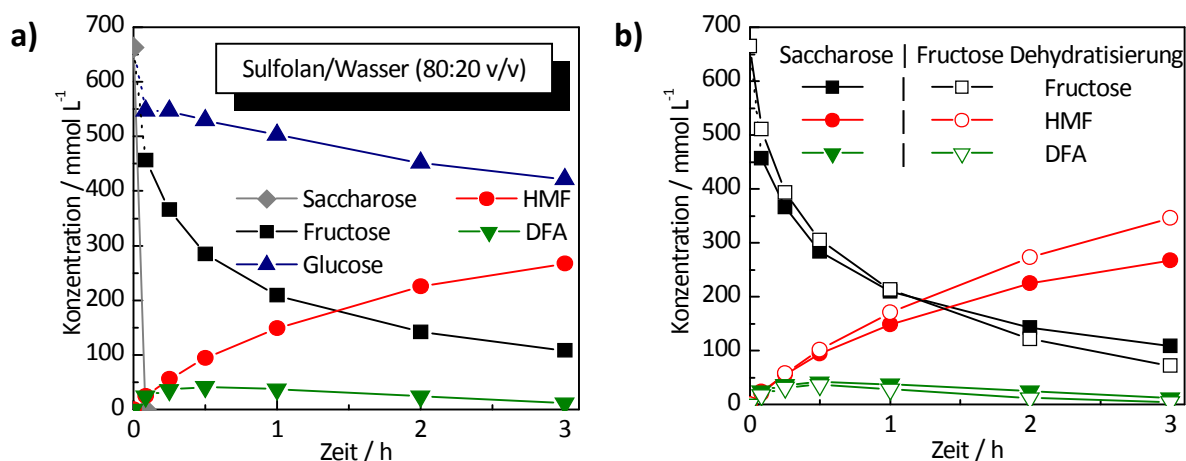 a)
Konzentration / mmol L⁻¹
700
600
500
400
300
200
100
0
Sulfolan/Wasser (80:20 v/v)
Saccharose
HMF
Fructose
DFA
Glucose
0 1 2 3
Zeit / h
b)
Konzentration / mmol L⁻¹
700
600
500
400
300
200
100
0
Saccharose | Fructose Dehydratisierung
Fructose
HMF
DFA
0 1 2 3
Zeit / h